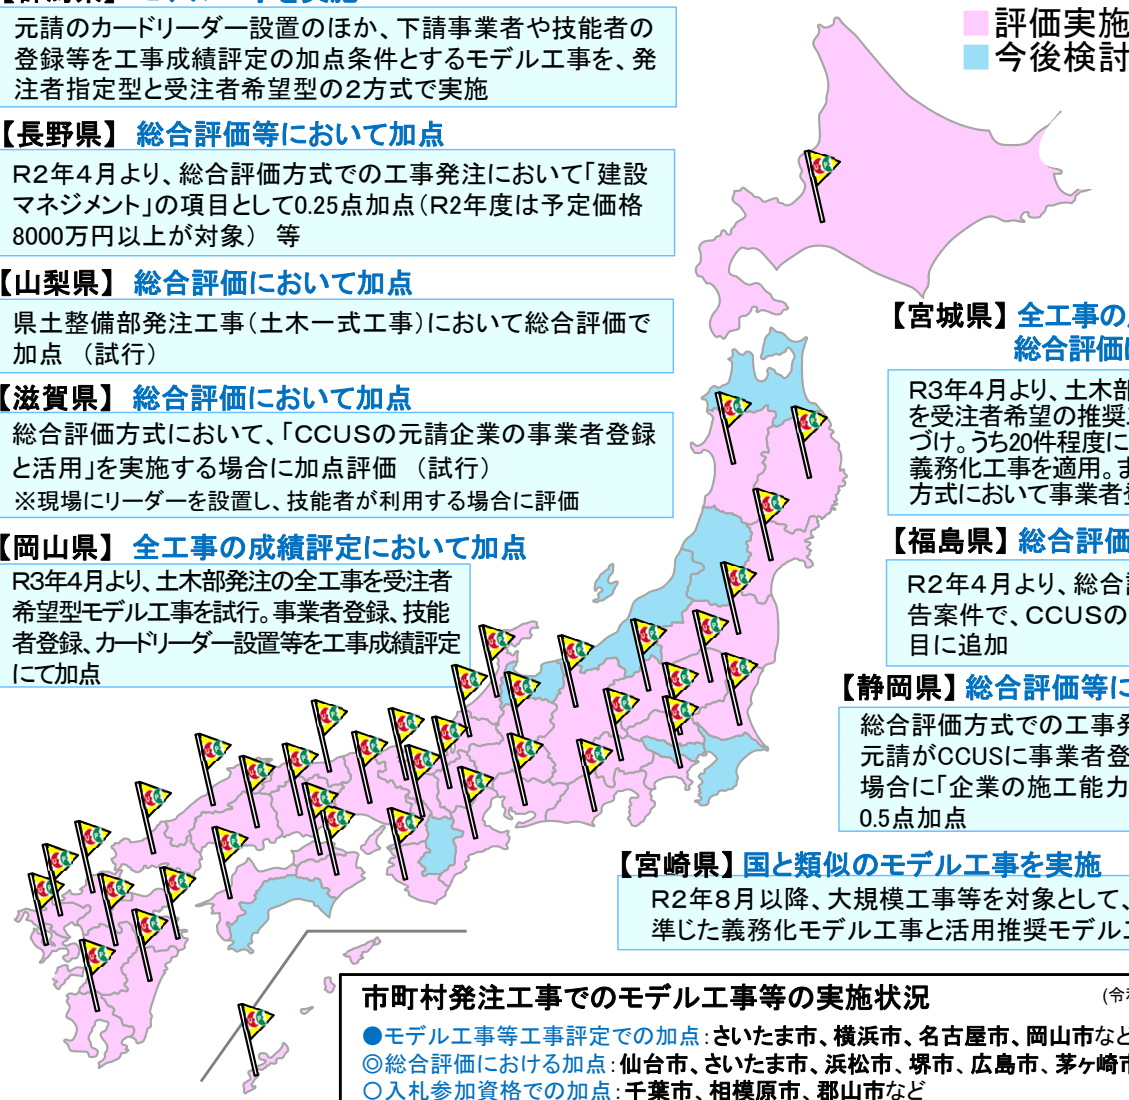 元請のカードリーダー設置のほか、下請事業者や技能者の
登録等を工事成績評定の加点条件とするモデル工事を、発
注者指定型と受注者希望型の2方式で実施
【長野県】 総合評価等において加点
R2年4月より、総合評価方式での工事発注において「建設
マネジメント」の項目として0.25点加点（R2年度は予定価格
8000万円以上が対象） 等
【山梨県】 総合評価において加点
県土整備部発注工事（土木一式工事）において総合評価で
加点 （試行）
【滋賀県】 総合評価において加点
総合評価方式において、「CCUSの元請企業の事業者登録
と活用」を実施する場合に加点評価 （試行）
※現場にリーダーを設置し、技能者が利用する場合に評価
【岡山県】 全工事の成績評定において加点
R3年4月より、土木部発注の全工事を受注者
希望型モデル工事を試行。事業者登録、技能
者登録、カードリーダー設置等を工事成績評定
にて加点
評価実施
今後検討
【宮城県】 全工事の
総合評価
R3年4月より、土木部
を受注者希望の推奨
づけ。うち20件程度に
義務化工事を適用。
方式において事業者
【福島県】 総合評価
R2年4月より、総合
告案件で、CCUSの
目に追加
【静岡県】 総合評価等に
総合評価方式での工事発
元請がCCUSに事業者登
場合に「企業の施工能力
0.5点加点
【宮崎県】 国と類似のモデル工事を実施
R2年8月以降、大規模工事等を対象として、
準じた義務化モデル工事と活用推奨モデル
市町村発注工事でのモデル工事等の実施状況
(令和
●モデル工事等工事評定での加点：さいたま市、横浜市、名古屋市、岡山市など
◎総合評価における加点：仙台市、さいたま市、浜松市、堺市、広島市、茅ヶ崎市
○入札参加資格での加点：千葉市、相模原市、郡山市など